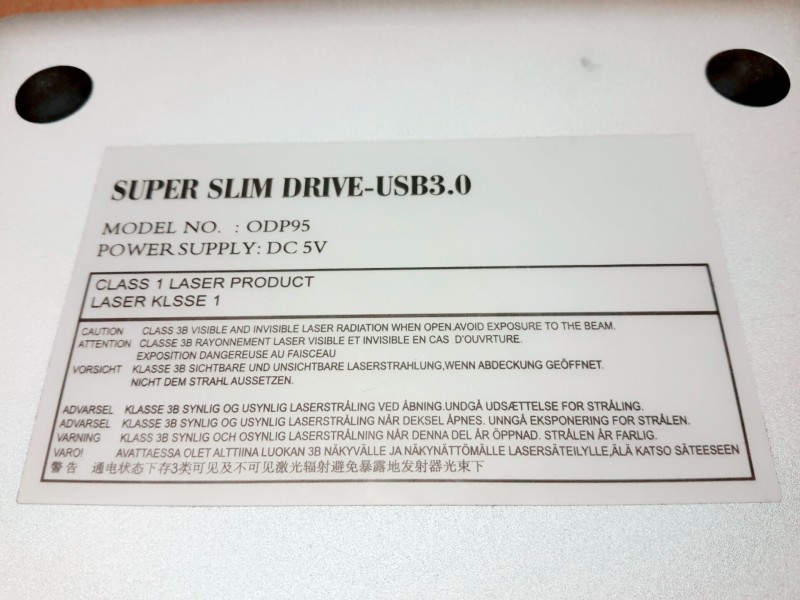 SUPER SLIM DRIVE-USB3.0
MODEL NO. : ODP95
POWER SUPPLY: DC 5V
CLASS 1 LASER PRODUCT
LASER KLSSE 1
CAUTION CLASS 3B VISIBLE AND INVISIBLE LASER RADIATION WHEN OPEN.AVOID EXPOSURE TO THE BEAM.
ATTENTION CLASSE 3B RAYONNEMENT LASER VISIBLE ET INVISIBLE EN CAS D'OUVRTURE.
EXPOSITION DANGEREUSE AU FAISCEAU
VORSICHT KLASSE 3B SICHTBARE UND UNSICHTBARE LASERSTRAHLUNG,WENN ABDECKUNG GEÖFFNET.
NICHT DEM STRAHL AUSSETZEN.
ADVARSEL KLASSE 3B SYNLIG OG USYNLIG LASERSTRÅLING VED ÅBNING.UNDGÅ UDSÆTTELSE FOR STRÅLING.
ADVARSEL KLASSE 3B SYNLIG OG USYNLIG LASERSTRÅLING NÅR DEKSEL ÅPNES. UNNGÅ EKSPONERING FOR STRÅLEN.
VARNING KLASS 3B SYNLIG OCH OSYNLIG LASERSTRÅLNING NÅR DENNA DEL ÅR ÖPPNAD. STRÅLEN ÅR FARLIG.
VARO! AVATTAESSA OLET ALTTIINA LUOKAN 3B NÄKYVÄLLE JA NÄKYNÄTTÖMÄLLE LASERSÄTEILYLLE,ÄLÄ KATSO SÄTEESEEN
警告 通电状态下存3类可见及不可见激光辐射避免暴露地发射器光束下